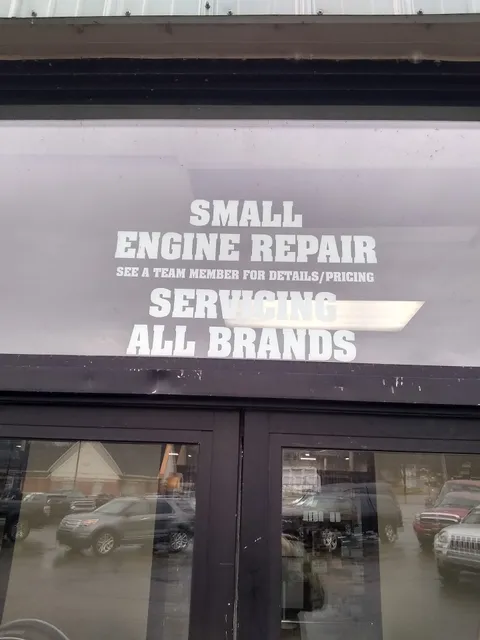 SMALL
ENGINE REPAIR
SEE A TEAM MEMBER FOR DETAILS/PRICING
SERVICING
ALL BRANDS